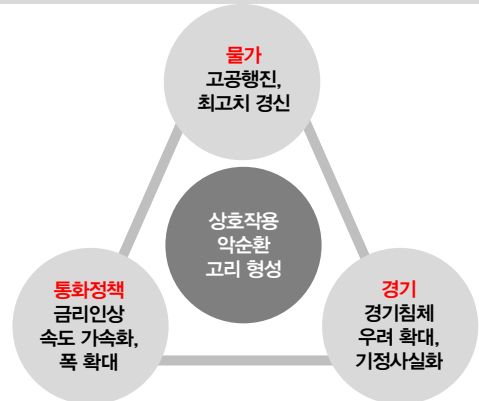 물가
고공행진,
최고치 경신
상호작용
악순환
고리 형성
통화정책
금리인상
속도 가속화,
폭 확대
경기
경기침체
우려 확대,
기정사실화